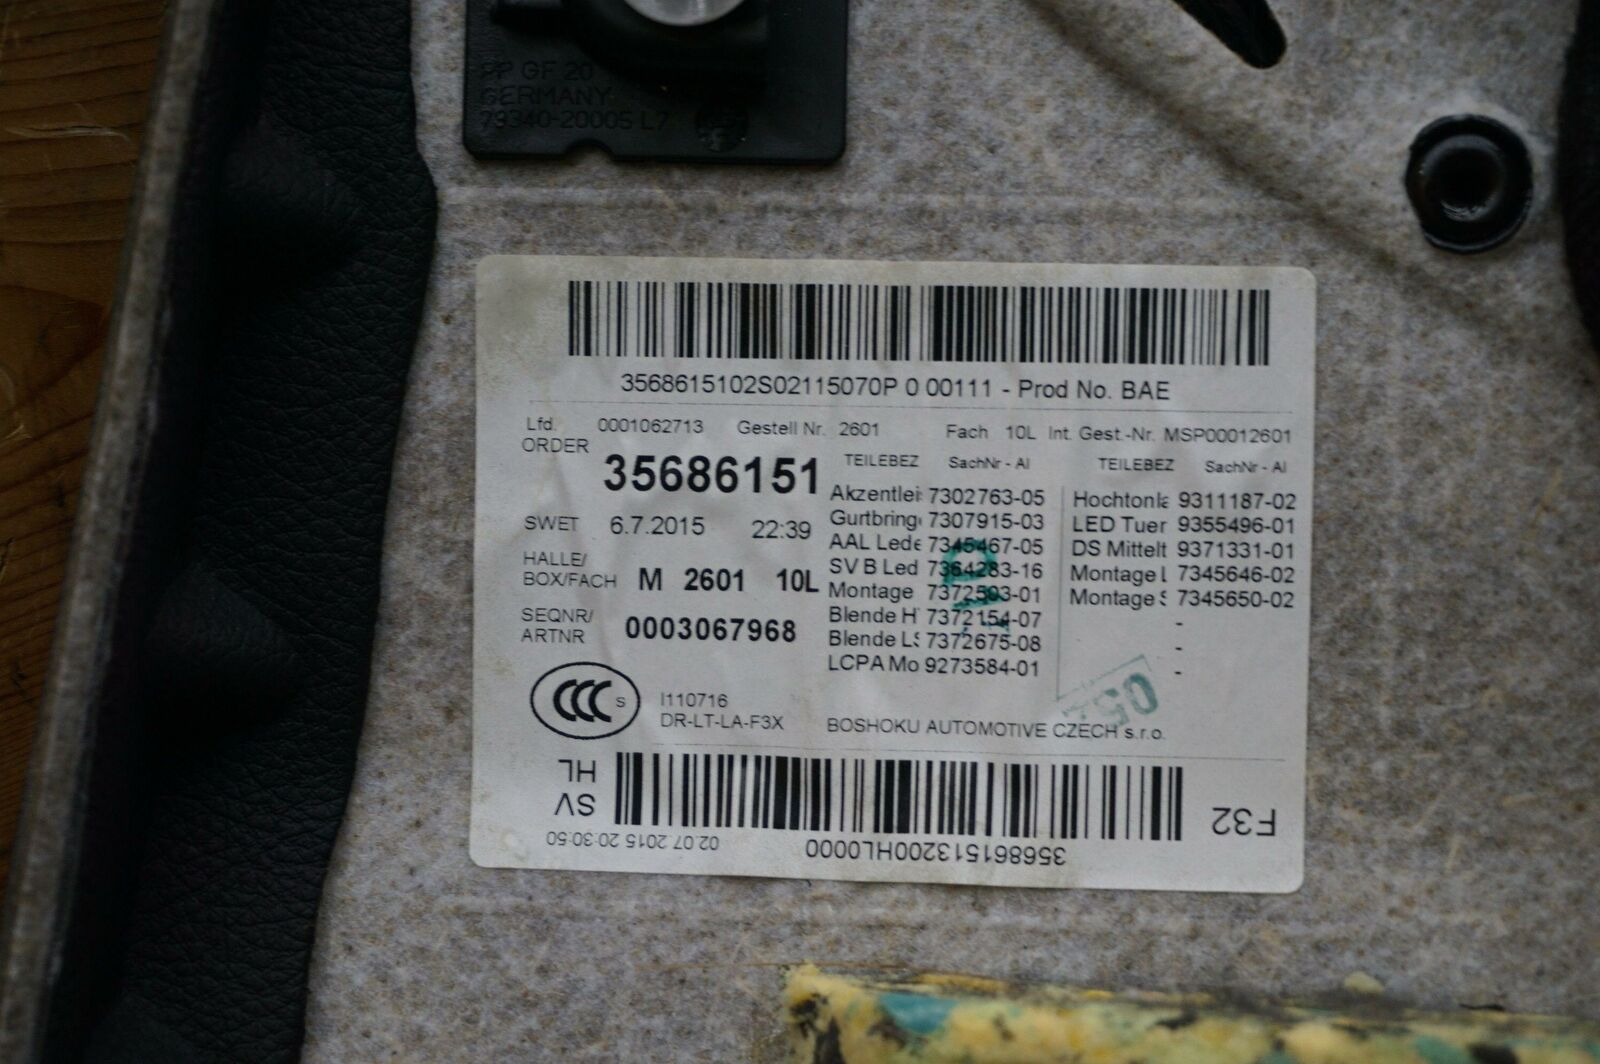 PP GF 20
GERMANY
79340-20005 L7
3568615102S02115070P 0 00111 - Prod No. BAE
Lfd. 0001062713 Gestell Nr. 2601 Fach 10L Int. Gest.-Nr. MSP00012601
ORDER 35686151
TEILEBEZ SachNr - AI TEILEBEZ SachNr - AI
SWET 6.7.2015 22:39
HALLE/
BOX/FACH M 2601 10L
SEQNR/
ARTNR 0003067968
Akzentlei 7302763-05
Gurtbring 7307915-03
AAL Lede 7345467-05
SV B Led 7364283-16
Montage 7372503-01
Blende H 7372154-07
Blende LS 7372675-08
LCPA Mo 9273584-01
Hochtonla 9311187-02
LED Tuer 9355496-01
DS Mittelt 9371331-01
Montage L 7345646-02
Montage S 7345650-02
-
-
-
CCC S
I110716
DR-LT-LA-F3X
BOSHOKU AUTOMOTIVE CZECH s.r.o.
05
356861513200HL0000 02.07.2015 20:30:50
F32 SV
HL